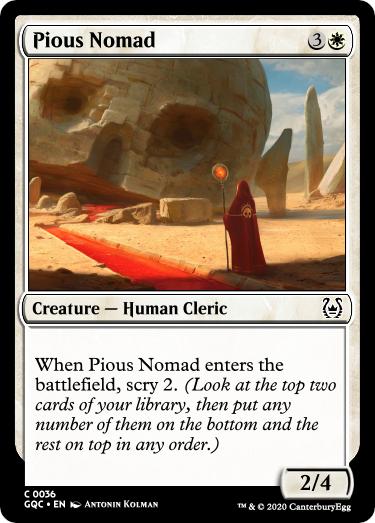 Pious Nomad 3
Creature — Human Cleric
When Pious Nomad enters the
battlefield, scry 2. (Look at the top two
cards of your library, then put any
number of them on the bottom and the
rest on top in any order.)
2/4
C 0036
GQC • EN Antonin Kolman
™ & © 2020 CanterburyEgg